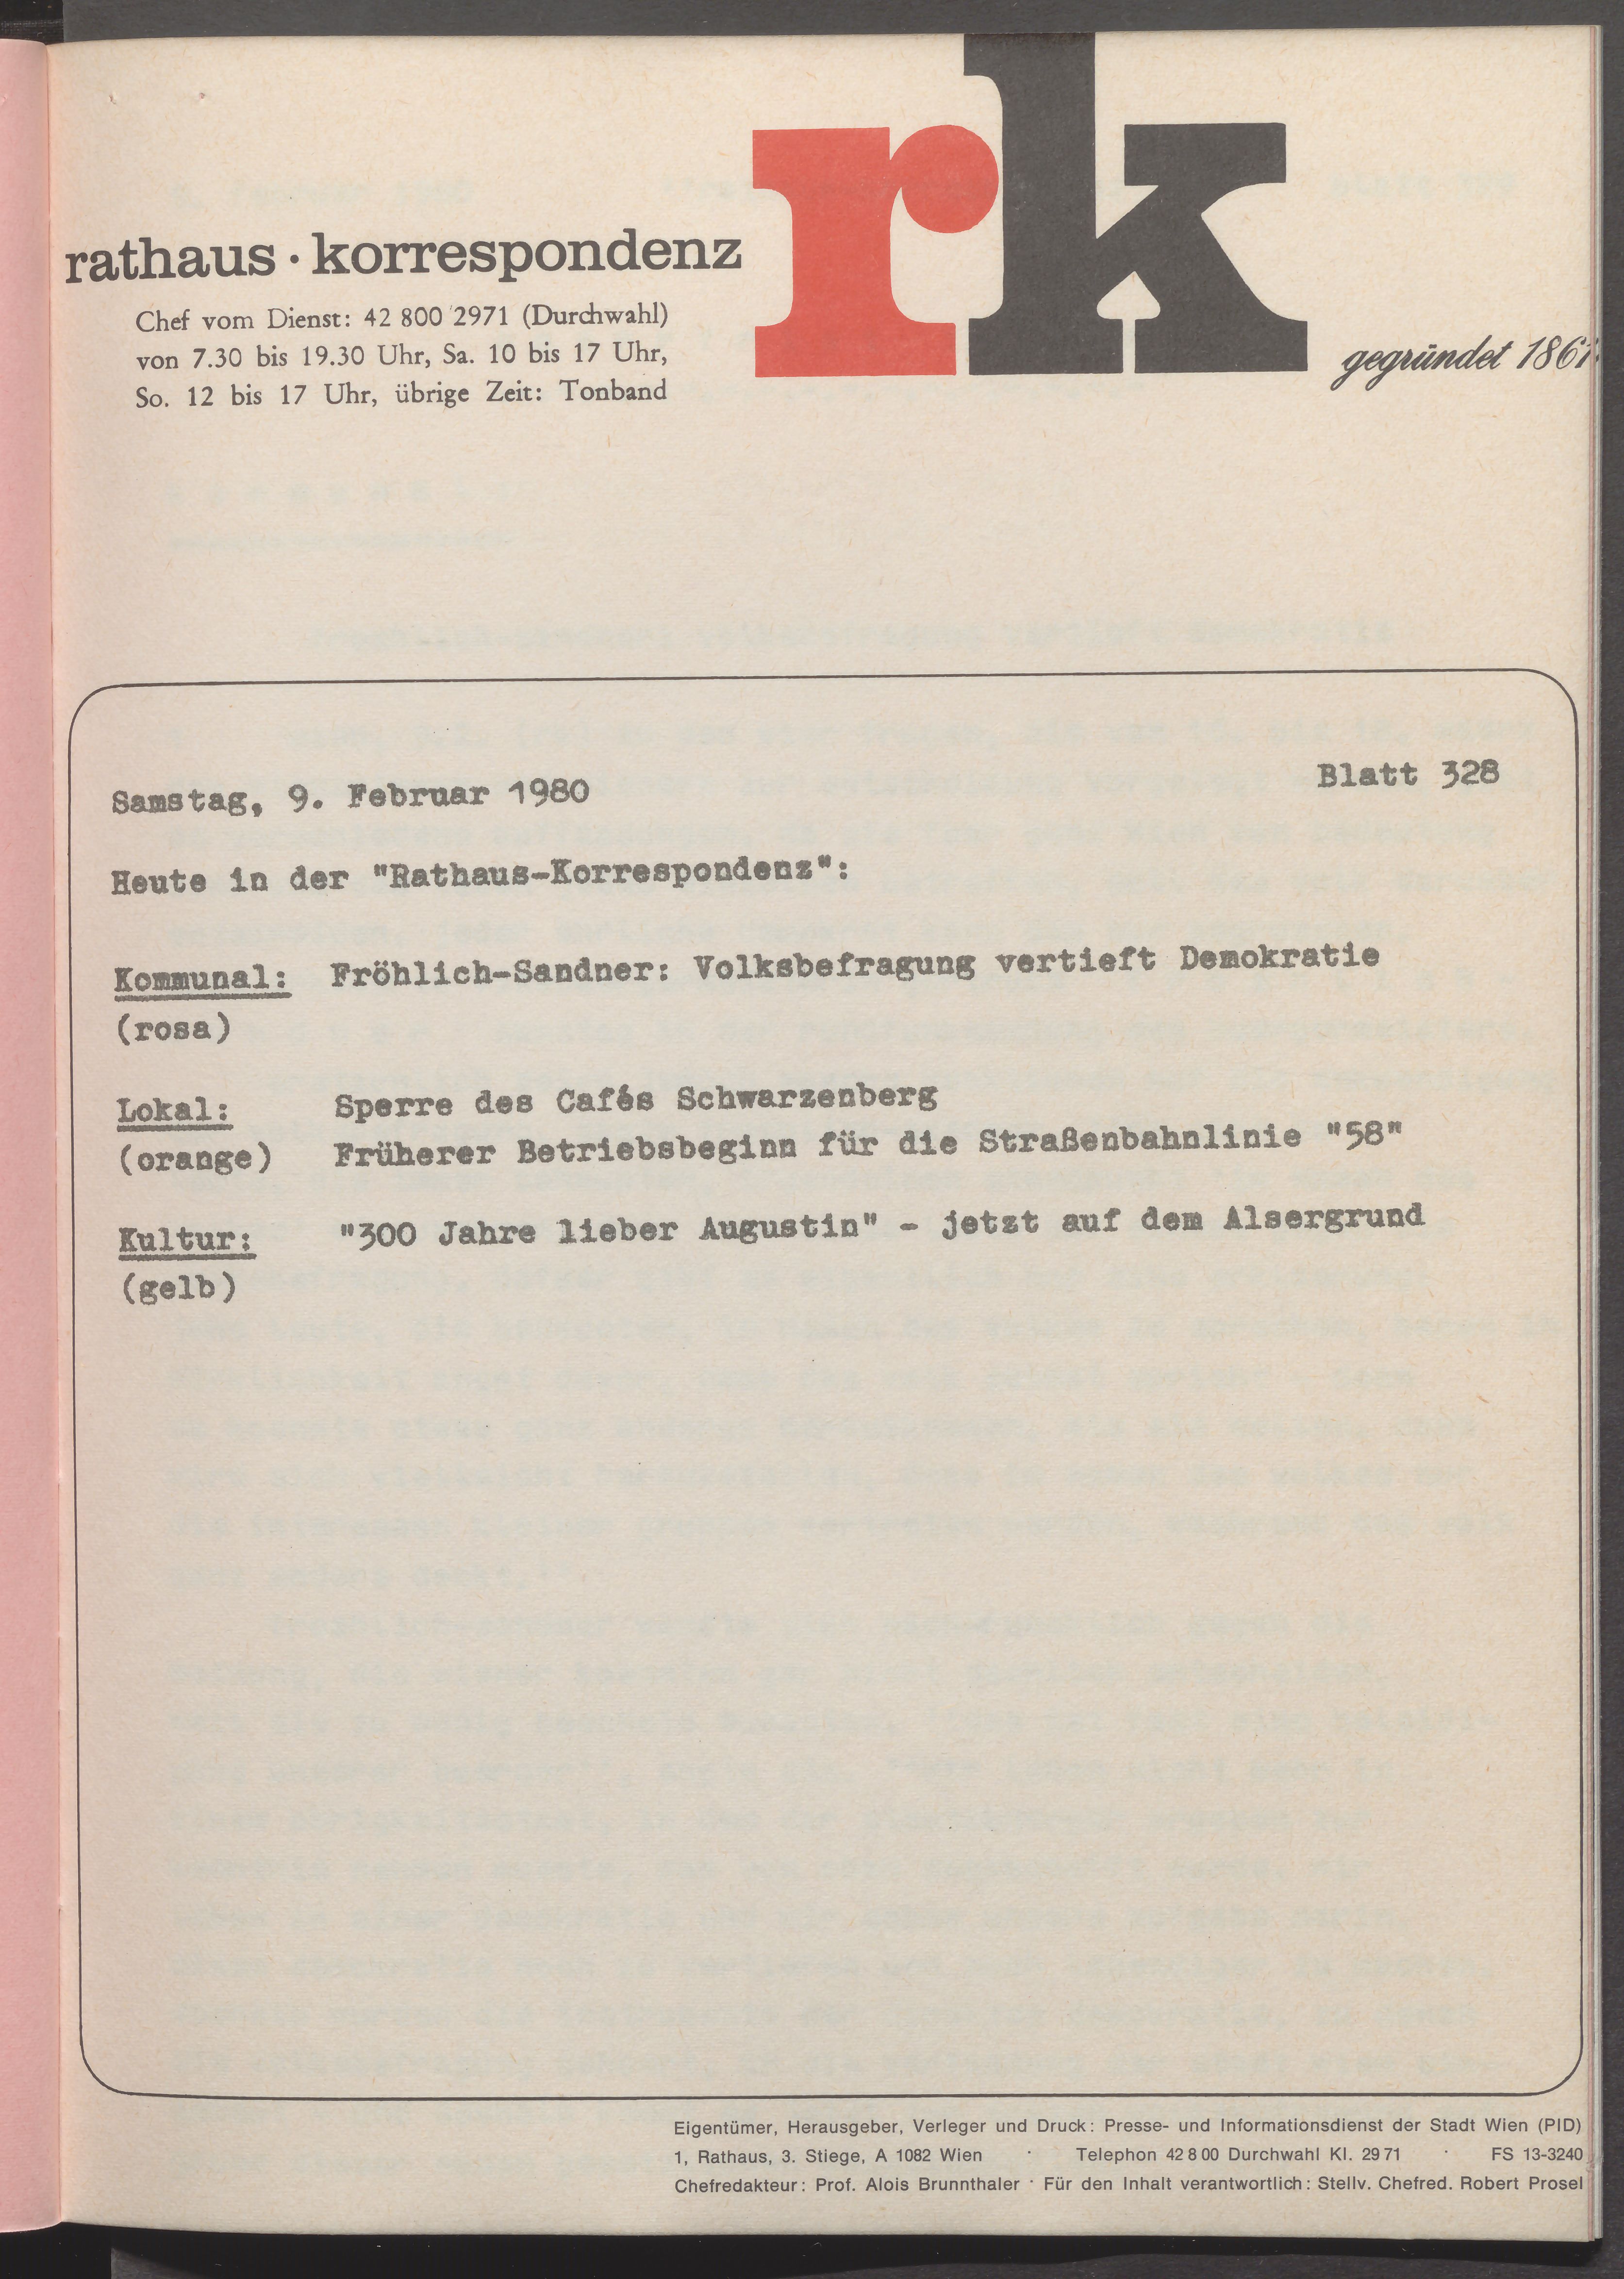 rk
rathaus · korrespondenz
Chef vom Dienst: 42 800/2971 (Durchwahl)
von 7.30 bis 19.30 Uhr, Sa. 10 bis 17 Uhr,
So. 12 bis 17 Uhr, übrige Zeit: Tonband
gegründet 1861
Samstag, 9. Februar 1980
Blatt 328
Heute in der "Rathaus-Korrespondenz":
Kommunal: Fröhlich-Sandner: Volksbefragung vertieft Demokratie
(rosa)
Lokal: Sperre des Cafés Schwarzenberg
(orange) Früherer Betriebsbeginn für die Straßenbahnlinie "58"
Kultur: "300 Jahre lieber Augustin" - jetzt auf dem Alsergrund
(gelb)
Eigentümer, Herausgeber, Verleger und Druck: Presse- und Informationsdienst der Stadt Wien (PID)
1, Rathaus, 3. Stiege, A 1082 Wien · Telephon 42 8 00 Durchwahl Kl. 29 71 · FS 13-3240
Chefredakteur: Prof. Alois Brunnthaler · Für den Inhalt verantwortlich: Stellv. Chefred. Robert Prosel